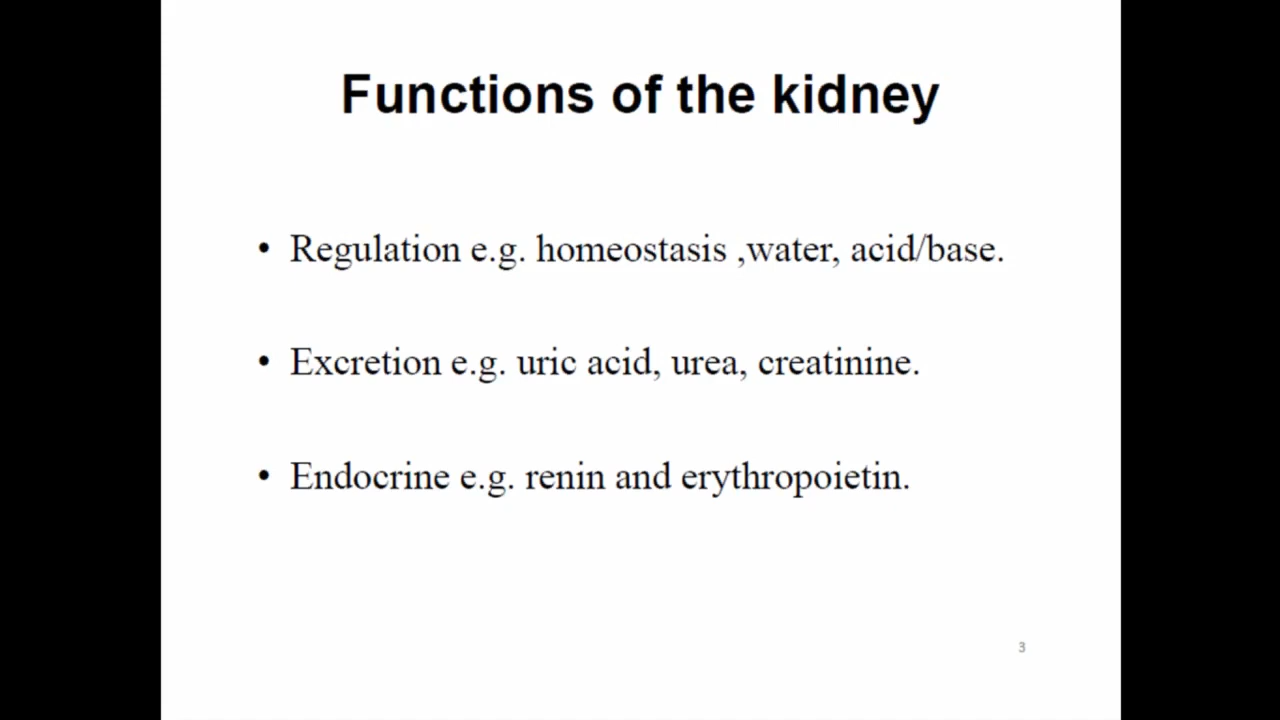 Functions of the kidney
• Regulation e.g. homeostasis ,water, acid/base.
• Excretion e.g. uric acid, urea, creatinine.
• Endocrine e.g. renin and erythropoietin.
3